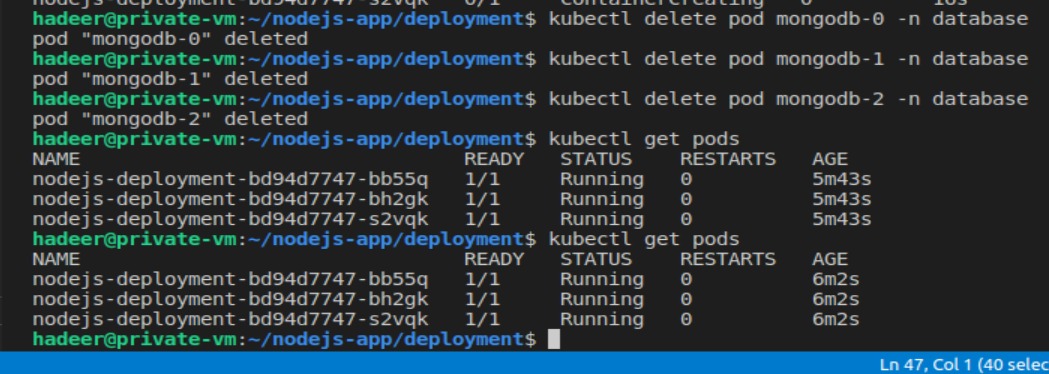 nodejs-deployment-bd94d7747-s2vqk 0/1 ContainerCreating 0 16s
hadeer@private-vm:~/nodejs-app/deployment$ kubectl delete pod mongodb-0 -n database
pod "mongodb-0" deleted
hadeer@private-vm:~/nodejs-app/deployment$ kubectl delete pod mongodb-1 -n database
pod "mongodb-1" deleted
hadeer@private-vm:~/nodejs-app/deployment$ kubectl delete pod mongodb-2 -n database
pod "mongodb-2" deleted
hadeer@private-vm:~/nodejs-app/deployment$ kubectl get pods
NAME READY STATUS RESTARTS AGE
nodejs-deployment-bd94d7747-bb55q 1/1 Running 0 5m43s
nodejs-deployment-bd94d7747-bh2gk 1/1 Running 0 5m43s
nodejs-deployment-bd94d7747-s2vqk 1/1 Running 0 5m43s
hadeer@private-vm:~/nodejs-app/deployment$ kubectl get pods
NAME READY STATUS RESTARTS AGE
nodejs-deployment-bd94d7747-bb55q 1/1 Running 0 6m2s
nodejs-deployment-bd94d7747-bh2gk 1/1 Running 0 6m2s
nodejs-deployment-bd94d7747-s2vqk 1/1 Running 0 6m2s
hadeer@private-vm:~/nodejs-app/deployment$
Ln 47, Col 1 (40 selec